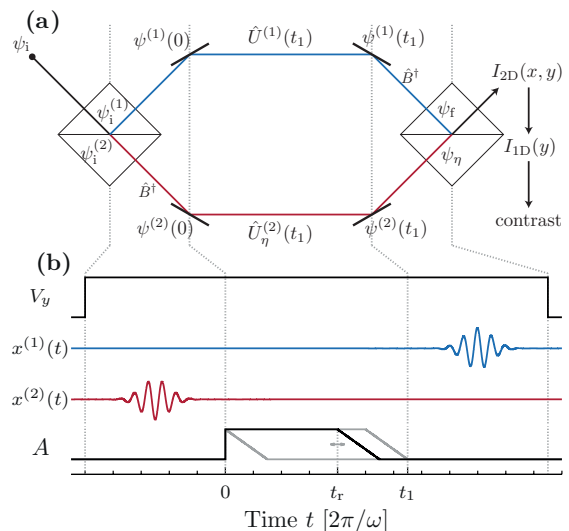 (a)
ψ_i
ψ^(1)(0)
Û^(1)(t_1)
ψ^(1)(t_1)
I_2D(x, y)
B̂^†
ψ_i^(1)
ψ_f
ψ_i^(2)
ψ_η
I_1D(y)
B̂^†
contrast
ψ^(2)(0)
Û_η^(2)(t_1)
ψ^(2)(t_1)
(b)
V_y
x^(1)(t)
x^(2)(t)
A
0
t_r
t_1
Time t [2π/ω]